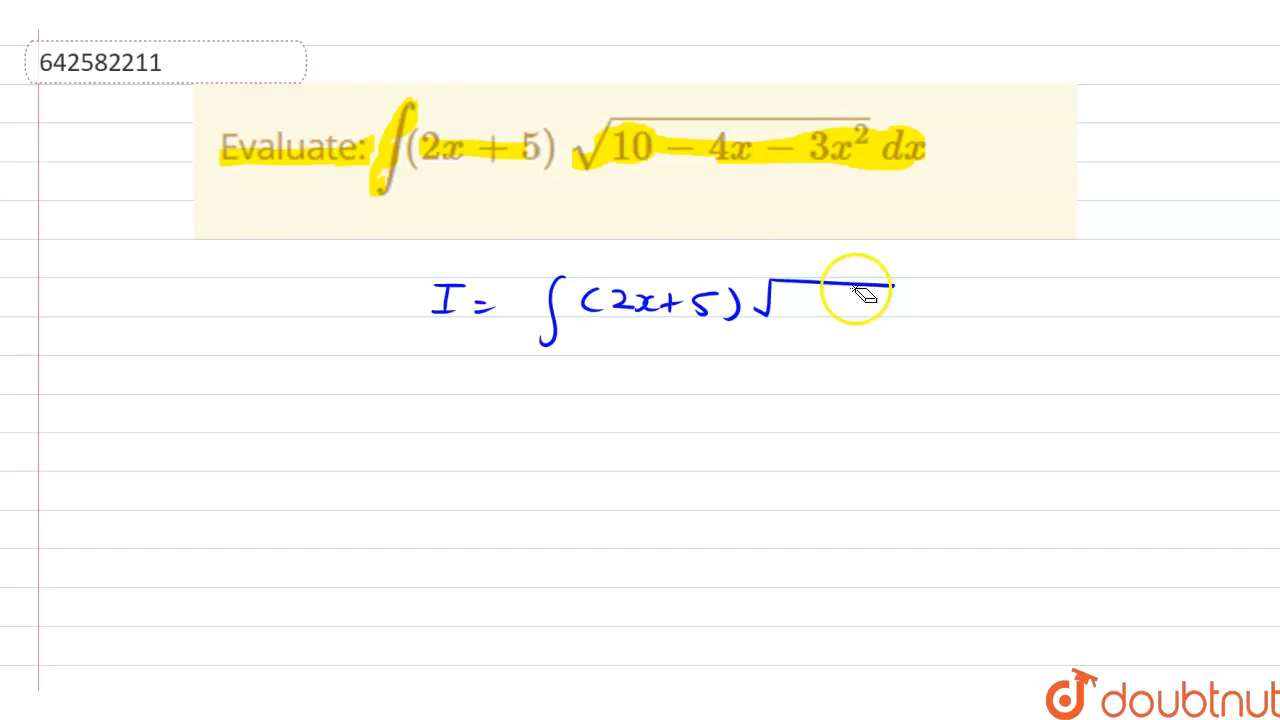 642582211
Evaluate: ∫(2x + 5) √(10 − 4x − 3x²) dx
I = ∫ (2x+5) √
doubtnut